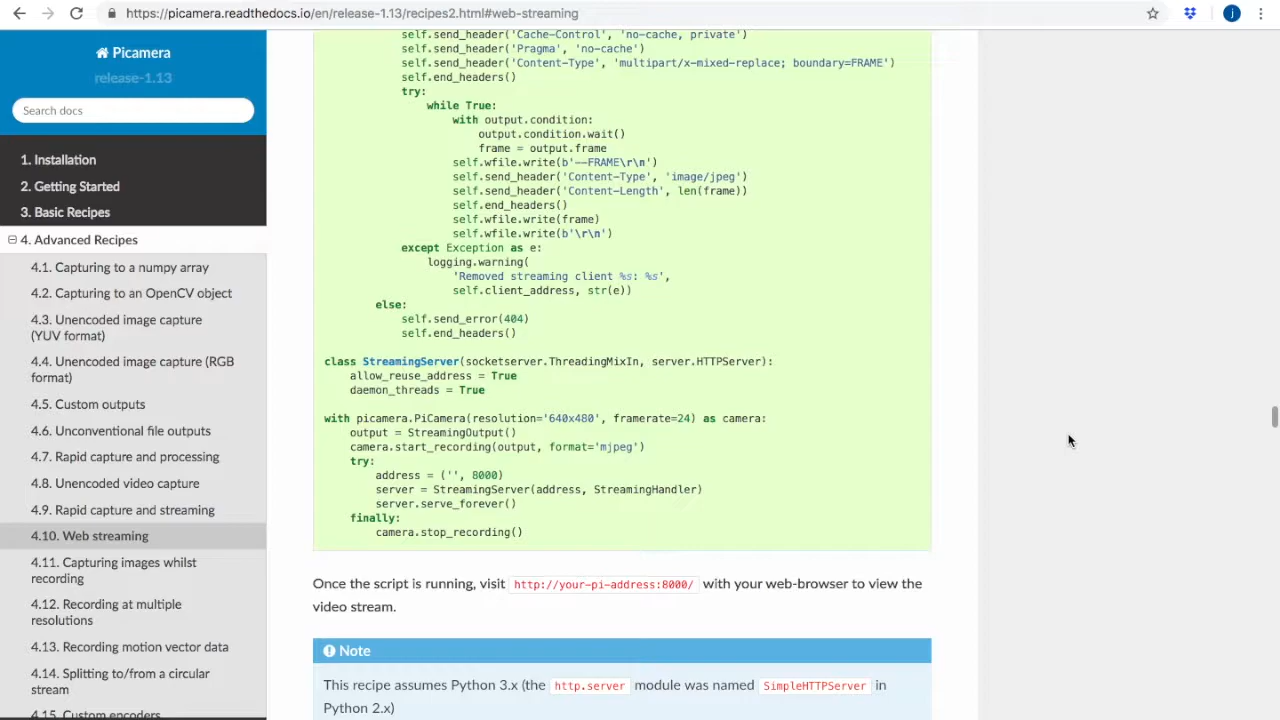 https://picamera.readthedocs.io/en/release-1.13/recipes2.html#web-streaming
j
Picamera
release-1.13
Search docs
1. Installation
2. Getting Started
3. Basic Recipes
4. Advanced Recipes
4.1. Capturing to a numpy array
4.2. Capturing to an OpenCV object
4.3. Unencoded image capture
(YUV format)
4.4. Unencoded image capture (RGB
format)
4.5. Custom outputs
4.6. Unconventional file outputs
4.7. Rapid capture and processing
4.8. Unencoded video capture
4.9. Rapid capture and streaming
4.10. Web streaming
4.11. Capturing images whilst
recording
4.12. Recording at multiple
resolutions
4.13. Recording motion vector data
4.14. Splitting to/from a circular
stream
4.15. Custom encoders
self.send_header('Cache-Control', 'no-cache, private')
self.send_header('Pragma', 'no-cache')
self.send_header('Content-Type', 'multipart/x-mixed-replace; boundary=FRAME')
self.end_headers()
try:
while True:
with output.condition:
output.condition.wait()
frame = output.frame
self.wfile.write(b'--FRAME\r\n')
self.send_header('Content-Type', 'image/jpeg')
self.send_header('Content-Length', len(frame))
self.end_headers()
self.wfile.write(frame)
self.wfile.write(b'\r\n')
except Exception as e:
logging.warning(
'Removed streaming client %s: %s',
self.client_address, str(e))
else:
self.send_error(404)
self.end_headers()
class StreamingServer(socketserver.ThreadingMixIn, server.HTTPServer):
allow_reuse_address = True
daemon_threads = True
with picamera.PiCamera(resolution='640x480', framerate=24) as camera:
output = StreamingOutput()
camera.start_recording(output, format='mjpeg')
try:
address = ('', 8000)
server = StreamingServer(address, StreamingHandler)
server.serve_forever()
finally:
camera.stop_recording()
Once the script is running, visit http://your-pi-address:8000/ with your web-browser to view the
video stream.
Note
This recipe assumes Python 3.x (the http.server module was named SimpleHTTPServer in
Python 2.x)